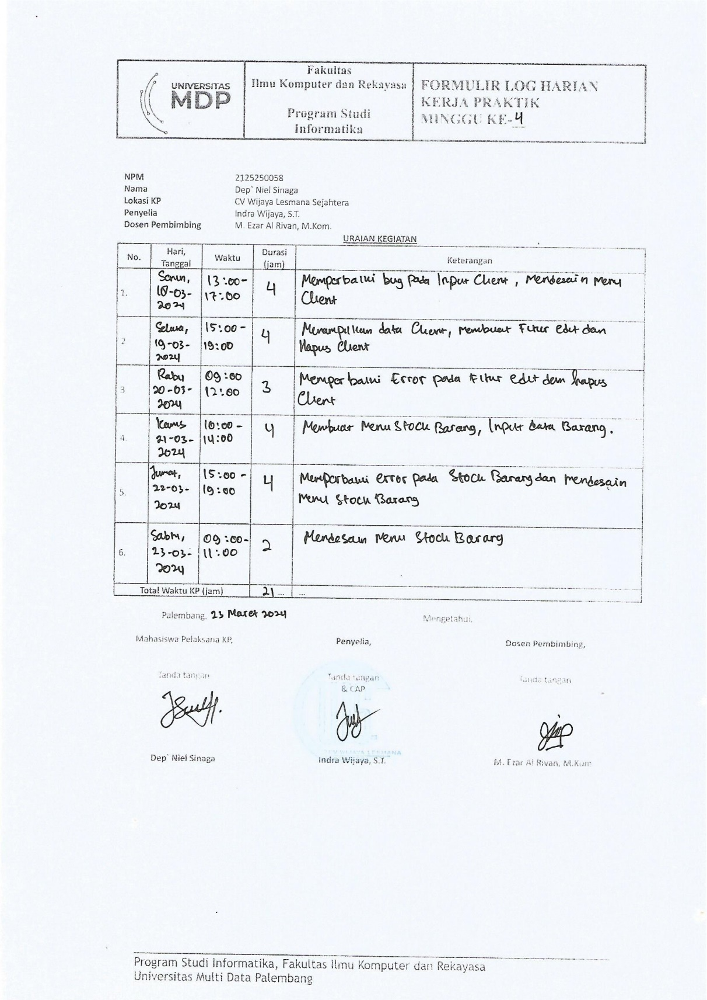 UNIVERSITAS
MDP
Fakultas
Ilmu Komputer dan Rekayasa
Program Studi
Informatika
FORMULIR LOG HARIAN
KERJA PRAKTIK
MINGGU KE-4
NPM 2125250058
Nama Dep` Niel Sinaga
Lokasi KP CV Wijaya Lesmana Sejahtera
Penyelia Indra Wijaya, S.T.
Dosen Pembimbing M. Ezar Al Rivan, M.Kom.
URAIAN KEGIATAN
No. Hari, Tanggal Waktu Durasi (jam) Keterangan
1. Senin, 18-03-2024 13:00-17:00 4 Memperbaiki bug pada Input Client, Mendesain Menu
Client
2 Selasa, 19-03-2024 15:00-19:00 4 Menampilkan data Client, Membuat Fitur edit dan
Hapus Client
3 Rabu 20-03-2024 09:00 12:00 3 Memperbaiki Error pada Fitur edit dan hapus
Client
4. Kamis 21-03-2024 10:00-14:00 4 Membuat Menu Stock Barang, Input data Barang.
5. Jumat, 22-03-2024 15:00-19:00 4 Memperbaiki error pada Stock Barang dan mendesain
Menu Stock Barang
6. Sabtu, 23-03-2024 09:00-11:00 2 Mendesain Menu Stock Barang
Total Waktu KP (jam) 21 ... ...
Palembang, 23 Maret 2024
Mengetahui,
Mahasiswa Pelaksana KP, Penyelia, Dosen Pembimbing,
Tanda tangan Tanda tangan Tanda tangan
& CAP
CV WIJAYA LESMANA
Dep` Niel Sinaga Indra Wijaya, S.T. M. Ezar Al Rivan, M.Kom
Program Studi Informatika, Fakultas Ilmu Komputer dan Rekayasa
Universitas Multi Data Palembang